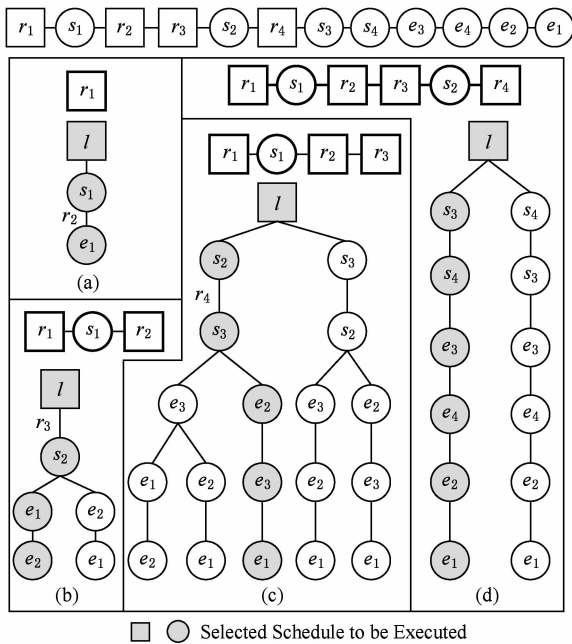 r1 s1 r2 r3 s2 r4 s3 s4 e3 e4 e2 e1
r1
l
s1
r2
e1
(a)
r1 s1 r2
l
r3
s2
e1 e2
e2 e1
(b)
r1 s1 r2 r3
l
s2 s3
r4
s3 s2
e3 e2 e3 e2
e1 e2 e3 e2 e3
e2 e1 e1 e1 e1
(c)
r1 s1 r2 r3 s2 r4
l
s3 s4
s4 s3
e3 e3
e4 e4
e2 e2
e1 e1
(d)
Selected Schedule to be Executed